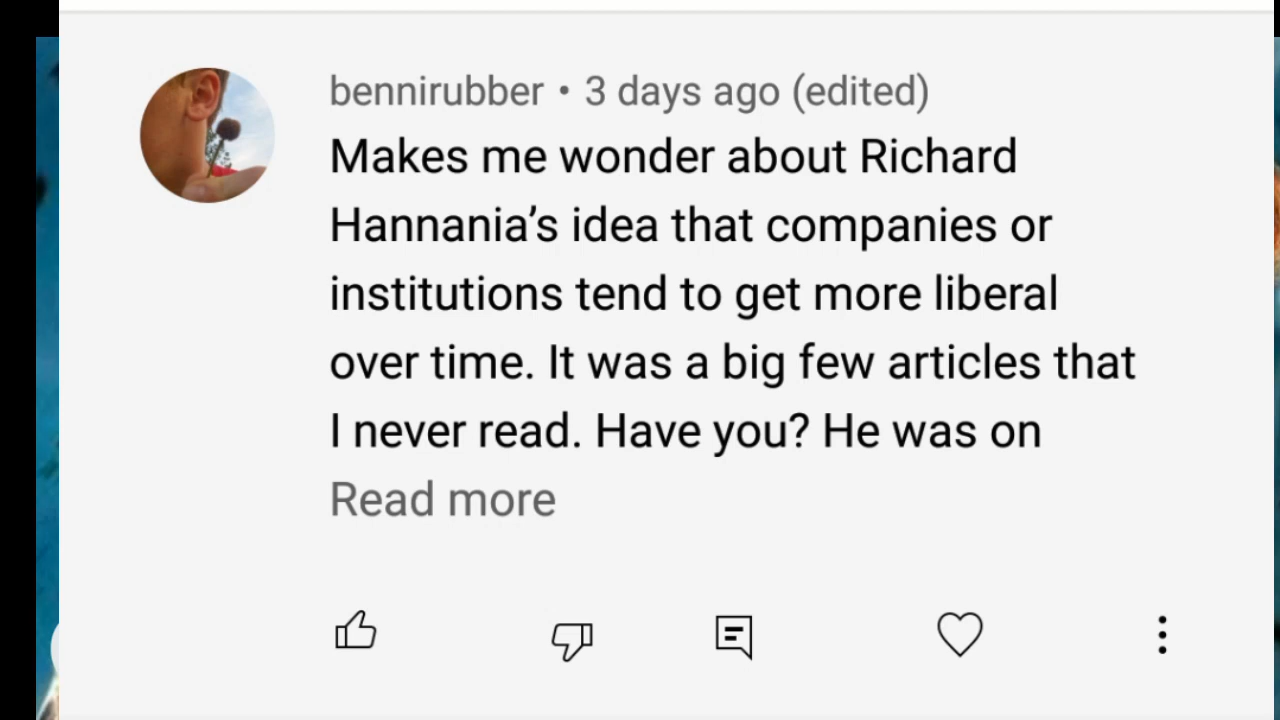 bennirubber • 3 days ago (edited)
Makes me wonder about Richard
Hannania’s idea that companies or
institutions tend to get more liberal
over time. It was a big few articles that
I never read. Have you? He was on
Read more